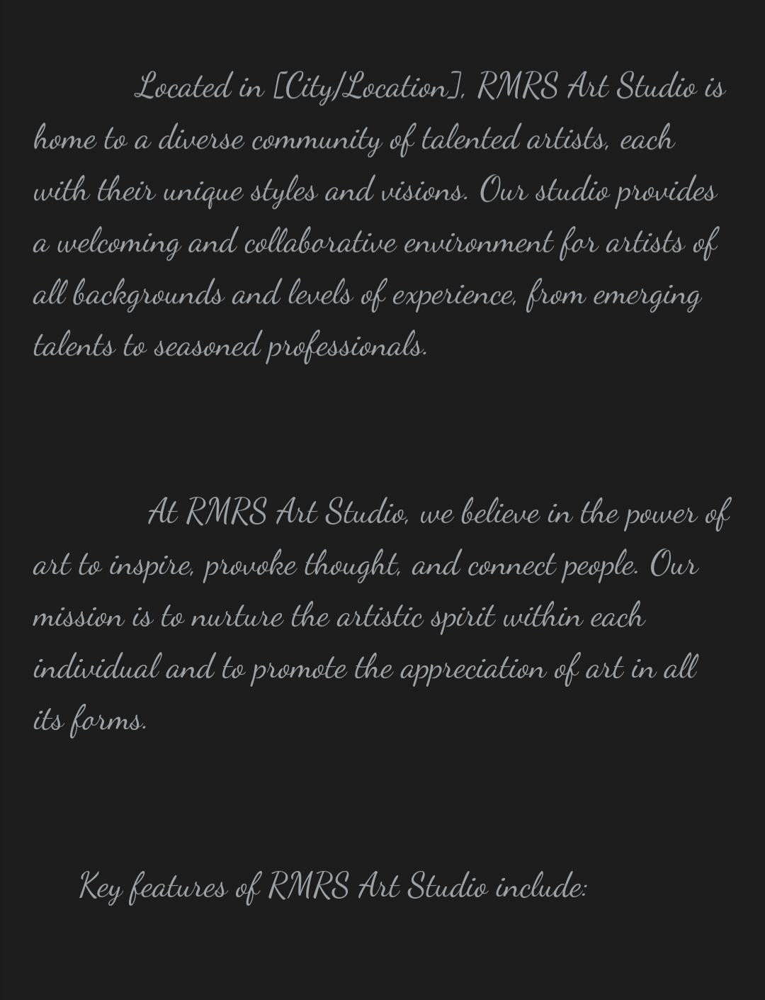 Located in [City/Location], RMRS Art Studio is
home to a diverse community of talented artists, each
with their unique styles and visions. Our studio provides
a welcoming and collaborative environment for artists of
all backgrounds and levels of experience, from emerging
talents to seasoned professionals.
At RMRS Art Studio, we believe in the power of
art to inspire, provoke thought, and connect people. Our
mission is to nurture the artistic spirit within each
individual and to promote the appreciation of art in all
its forms.
Key features of RMRS Art Studio include: